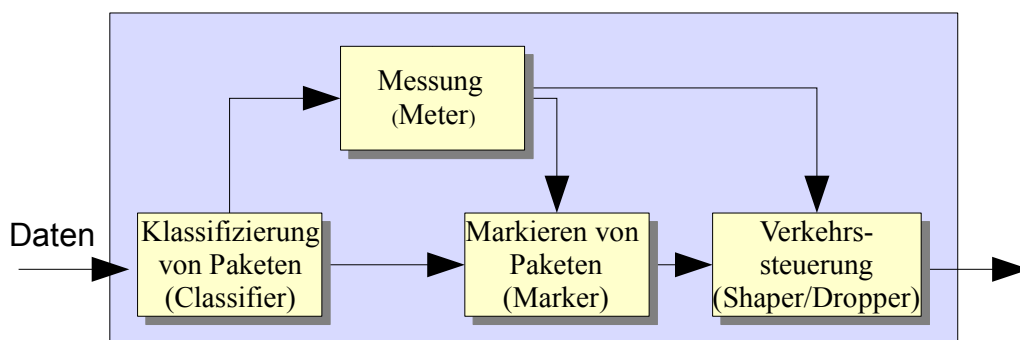 Messung
(Meter)
Daten
Klassifizierung
von Paketen
(Classifier)
Markieren von
Paketen
(Marker)
Verkehrs-
steuerung
(Shaper/Dropper)